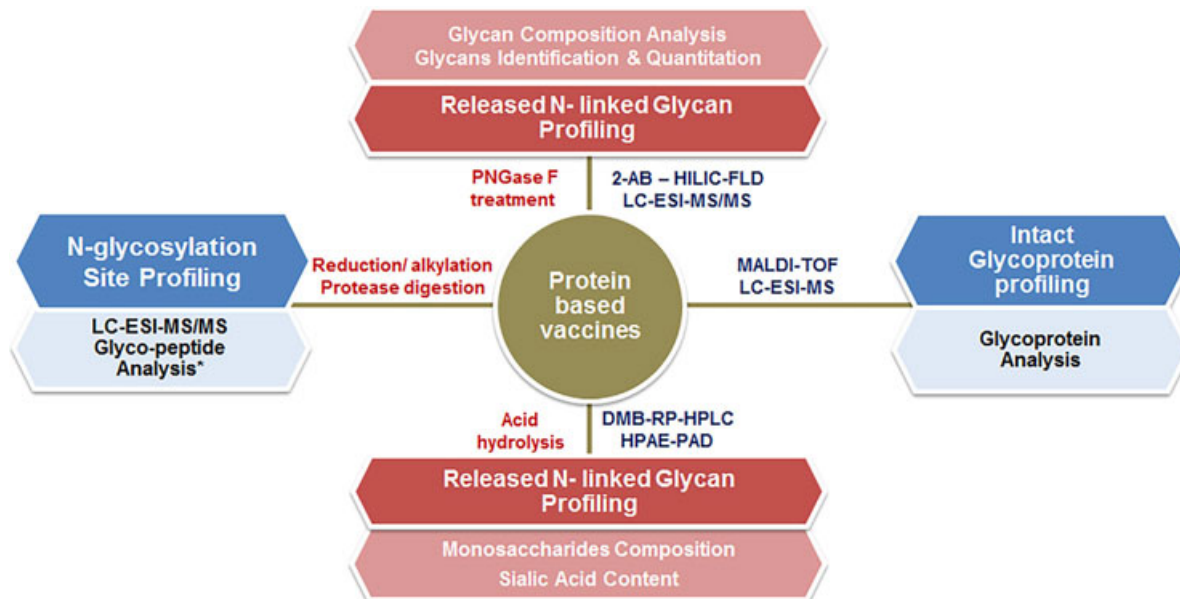 Glycan Composition Analysis
Glycans Identification & Quantitation
Released N- linked Glycan
Profiling
PNGase F
treatment
2-AB – HILIC-FLD
LC-ESI-MS/MS
N-glycosylation
Site Profiling
LC-ESI-MS/MS
Glyco-peptide
Analysis*
Reduction/ alkylation
Protease digestion
Protein
based
vaccines
MALDI-TOF
LC-ESI-MS
Intact
Glycoprotein
profiling
Glycoprotein
Analysis
Acid
hydrolysis
DMB-RP-HPLC
HPAE-PAD
Released N- linked Glycan
Profiling
Monosaccharides Composition
Sialic Acid Content